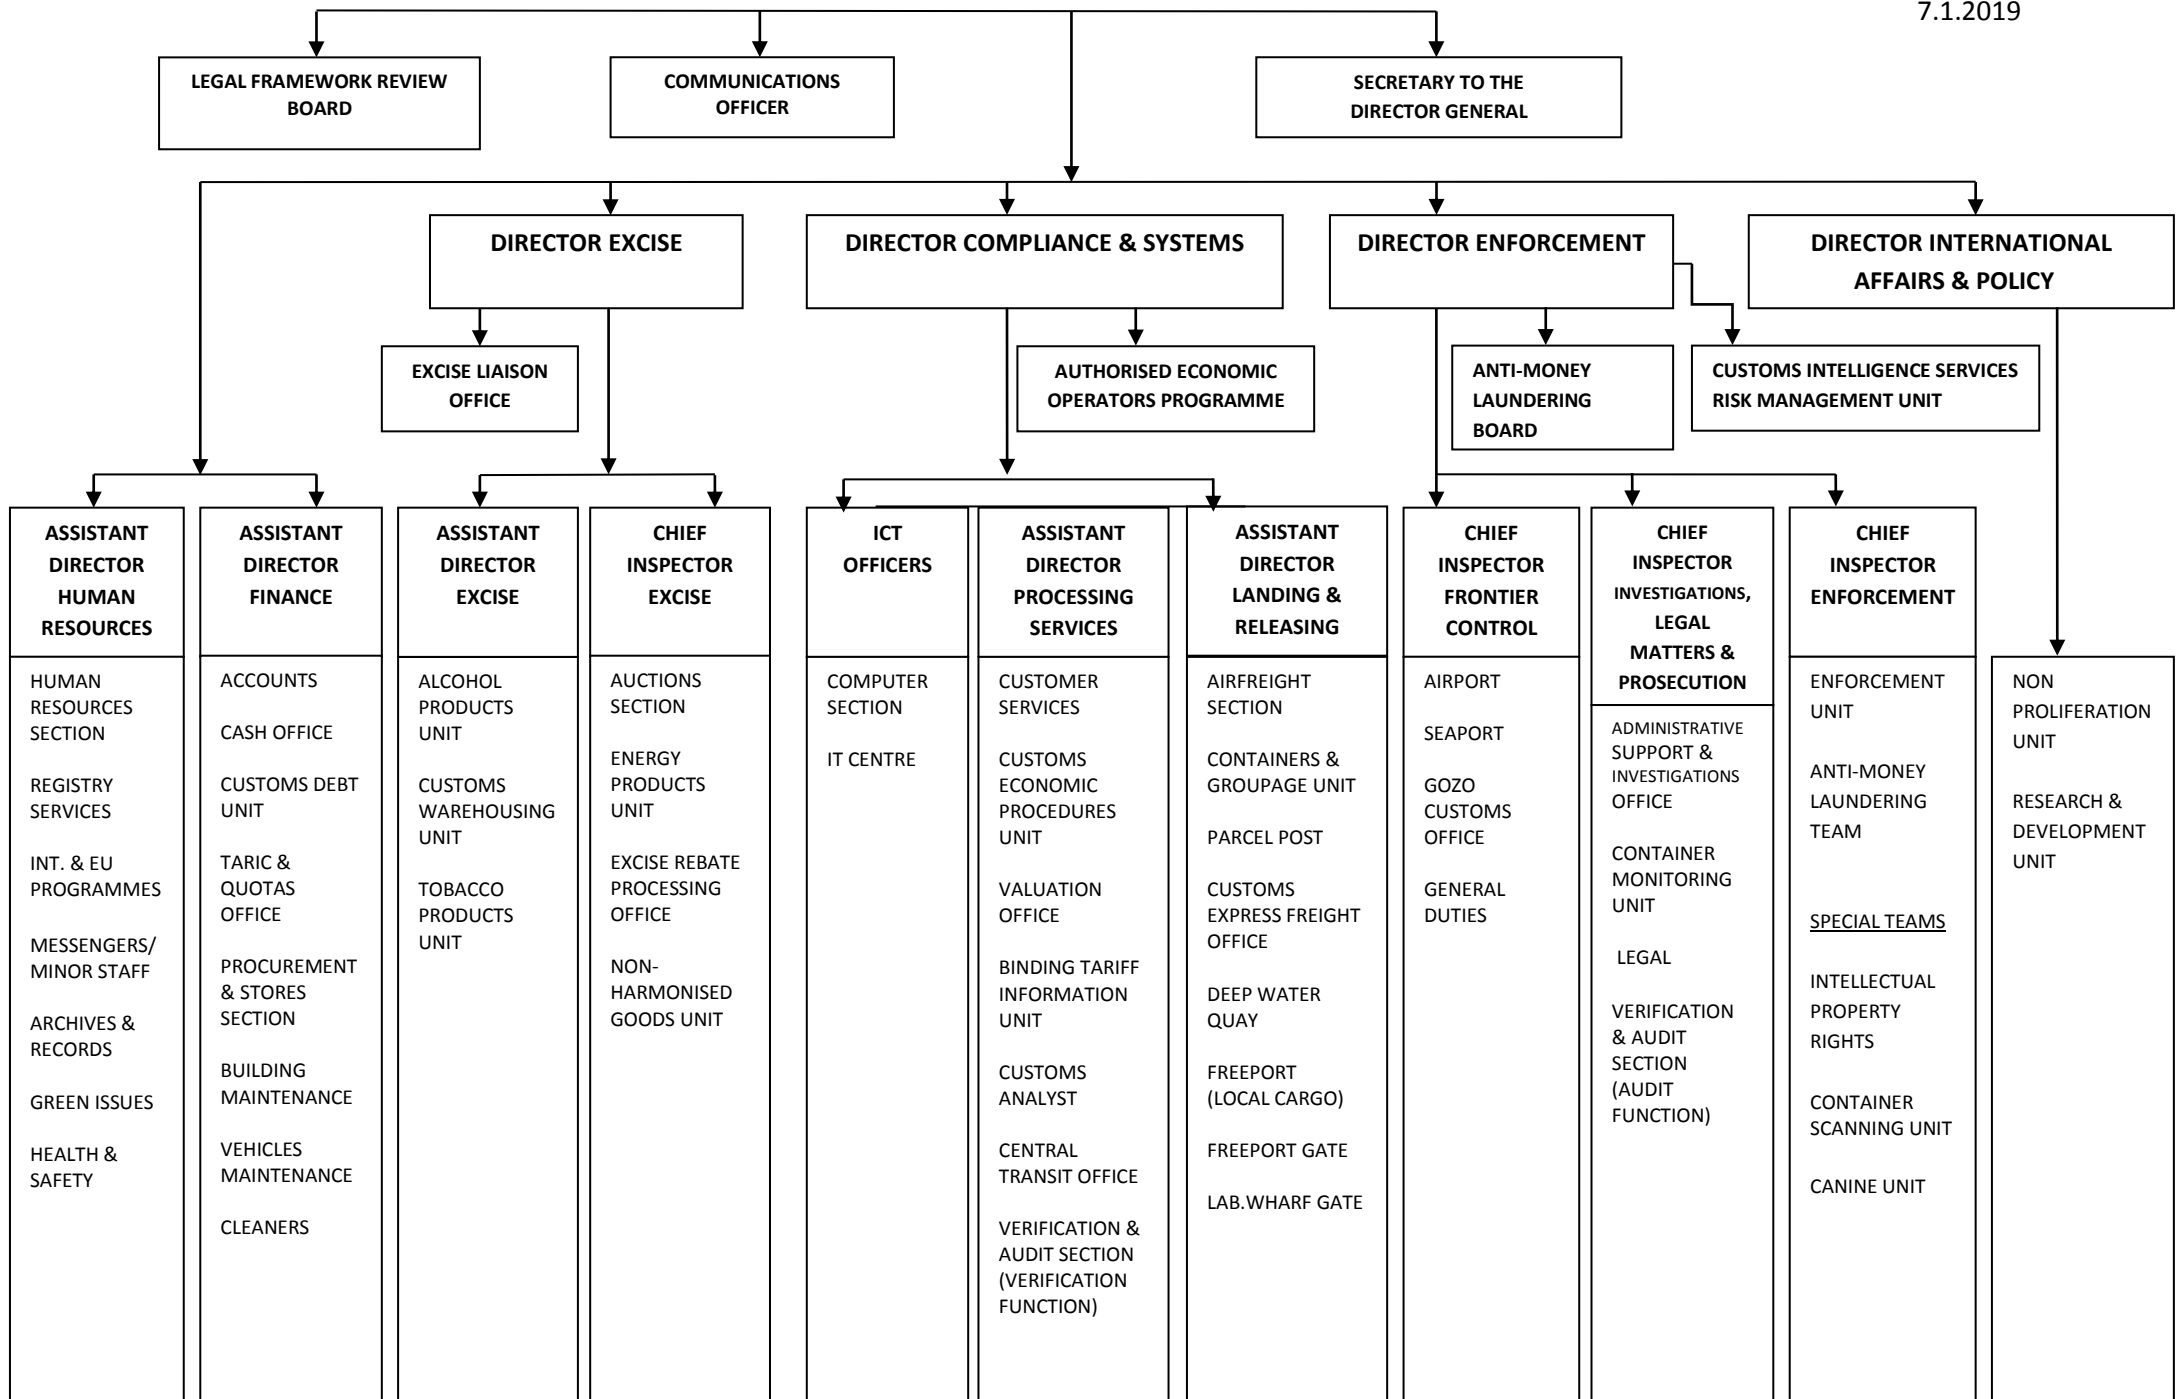 7.1.2019
LEGAL FRAMEWORK REVIEW
BOARD
COMMUNICATIONS
OFFICER
SECRETARY TO THE
DIRECTOR GENERAL
DIRECTOR EXCISE
DIRECTOR COMPLIANCE & SYSTEMS
DIRECTOR ENFORCEMENT
DIRECTOR INTERNATIONAL
AFFAIRS & POLICY
EXCISE LIAISON
OFFICE
AUTHORISED ECONOMIC
OPERATORS PROGRAMME
ANTI-MONEY
LAUNDERING
BOARD
CUSTOMS INTELLIGENCE SERVICES
RISK MANAGEMENT UNIT
ASSISTANT
DIRECTOR
HUMAN
RESOURCES
HUMAN
RESOURCES
SECTION
REGISTRY
SERVICES
INT. & EU
PROGRAMMES
MESSENGERS/
MINOR STAFF
ARCHIVES &
RECORDS
GREEN ISSUES
HEALTH &
SAFETY
ASSISTANT
DIRECTOR
FINANCE
ACCOUNTS
CASH OFFICE
CUSTOMS DEBT
UNIT
TARIC &
QUOTAS
OFFICE
PROCUREMENT
& STORES
SECTION
BUILDING
MAINTENANCE
VEHICLES
MAINTENANCE
CLEANERS
ASSISTANT
DIRECTOR
EXCISE
ALCOHOL
PRODUCTS
UNIT
CUSTOMS
WAREHOUSING
UNIT
TOBACCO
PRODUCTS
UNIT
CHIEF
INSPECTOR
EXCISE
AUCTIONS
SECTION
ENERGY
PRODUCTS
UNIT
EXCISE REBATE
PROCESSING
OFFICE
NON-
HARMONISED
GOODS UNIT
ICT
OFFICERS
COMPUTER
SECTION
IT CENTRE
ASSISTANT
DIRECTOR
PROCESSING
SERVICES
CUSTOMER
SERVICES
CUSTOMS
ECONOMIC
PROCEDURES
UNIT
VALUATION
OFFICE
BINDING TARIFF
INFORMATION
UNIT
CUSTOMS
ANALYST
CENTRAL
TRANSIT OFFICE
VERIFICATION &
AUDIT SECTION
(VERIFICATION
FUNCTION)
ASSISTANT
DIRECTOR
LANDING &
RELEASING
AIRFREIGHT
SECTION
CONTAINERS &
GROUPAGE UNIT
PARCEL POST
CUSTOMS
EXPRESS FREIGHT
OFFICE
DEEP WATER
QUAY
FREEPORT
(LOCAL CARGO)
FREEPORT GATE
LAB.WHARF GATE
CHIEF
INSPECTOR
FRONTIER
CONTROL
AIRPORT
SEAPORT
GOZO
CUSTOMS
OFFICE
GENERAL
DUTIES
CHIEF
INSPECTOR
INVESTIGATIONS,
LEGAL
MATTERS &
PROSECUTION
ADMINISTRATIVE
SUPPORT &
INVESTIGATIONS
OFFICE
CONTAINER
MONITORING
UNIT
LEGAL
VERIFICATION
& AUDIT
SECTION
(AUDIT
FUNCTION)
CHIEF
INSPECTOR
ENFORCEMENT
ENFORCEMENT
UNIT
ANTI-MONEY
LAUNDERING
TEAM
SPECIAL TEAMS
INTELLECTUAL
PROPERTY
RIGHTS
CONTAINER
SCANNING UNIT
CANINE UNIT
NON
PROLIFERATION
UNIT
RESEARCH &
DEVELOPMENT
UNIT